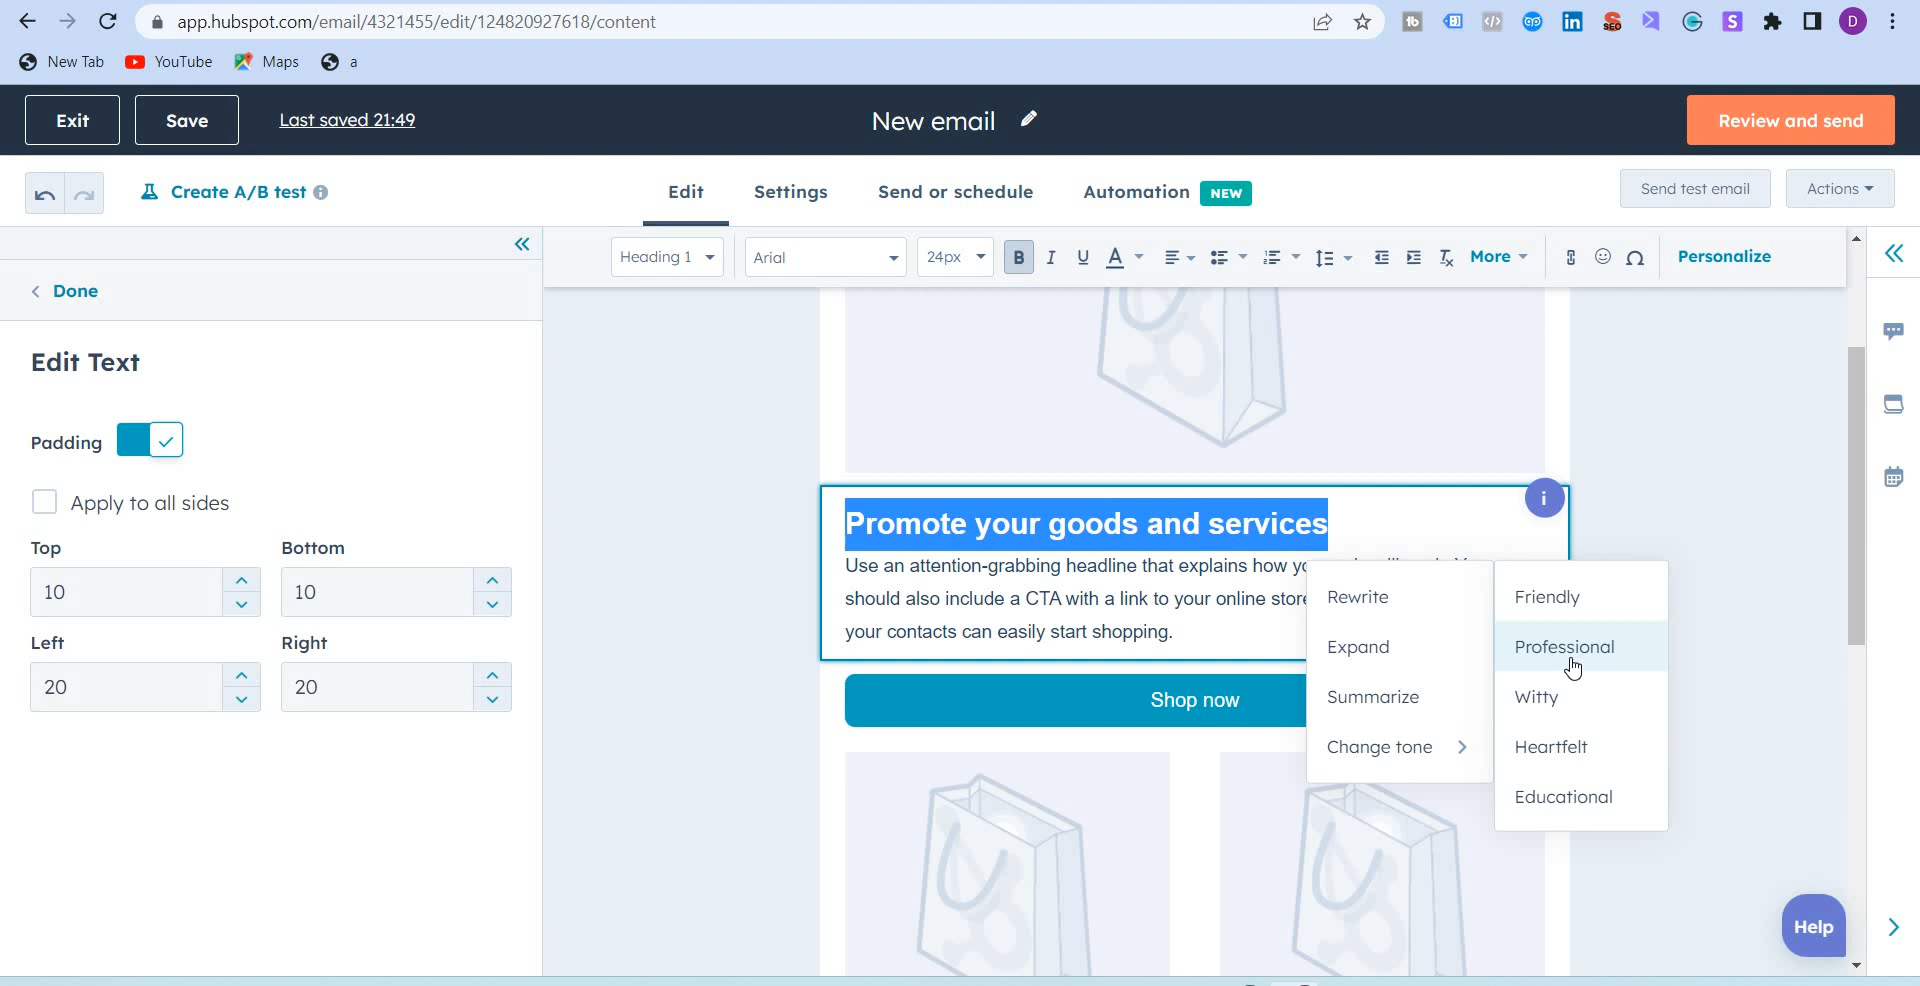 app.hubspot.com/email/4321455/edit/124820927618/content
D
New Tab
YouTube
Maps
a
Exit
Save
Last saved 21:49
New email
Review and send
Create A/B test
Edit
Settings
Send or schedule
Automation NEW
Send test email
Actions
Heading 1
Arial
24px
B
I
U
A
More
Personalize
Done
Edit Text
Padding
Apply to all sides
Top
Bottom
10
10
Left
Right
20
20
Promote your goods and services
Use an attention-grabbing headline that explains how
should also include a CTA with a link to your online store
your contacts can easily start shopping.
Shop now
Rewrite
Expand
Summarize
Change tone
Friendly
Professional
Witty
Heartfelt
Educational
Help